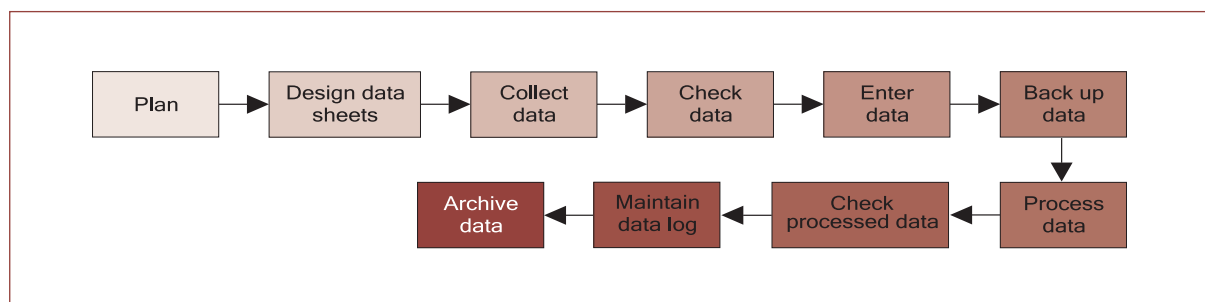 Plan
Design data
sheets
Collect
data
Check
data
Enter
data
Back up
data
Process
data
Check
processed data
Maintain
data log
Archive
data